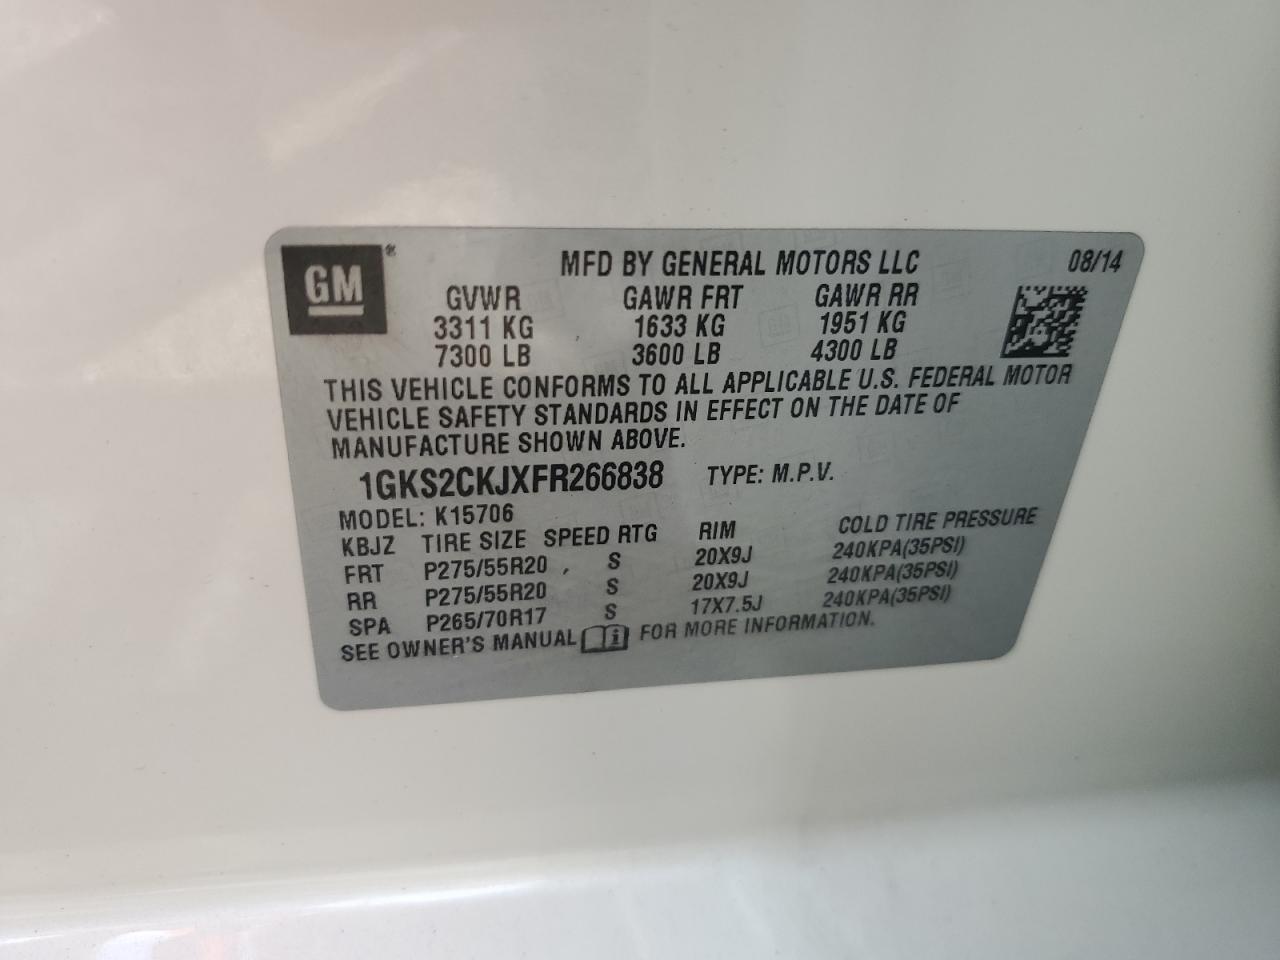 GM®
MFD BY GENERAL MOTORS LLC 08/14
GVWR GAWR FRT GAWR RR
3311 KG 1633 KG 1951 KG
7300 LB 3600 LB 4300 LB
THIS VEHICLE CONFORMS TO ALL APPLICABLE U.S. FEDERAL MOTOR
VEHICLE SAFETY STANDARDS IN EFFECT ON THE DATE OF
MANUFACTURE SHOWN ABOVE.
1GKS2CKJXFR266838 TYPE: M.P.V.
MODEL: K15706
KBJZ TIRE SIZE SPEED RTG RIM COLD TIRE PRESSURE
FRT P275/55R20 S 20X9J 240KPA(35PSI)
RR P275/55R20 S 20X9J 240KPA(35PSI)
SPA P265/70R17 S 17X7.5J 240KPA(35PSI)
SEE OWNER'S MANUAL FOR MORE INFORMATION.